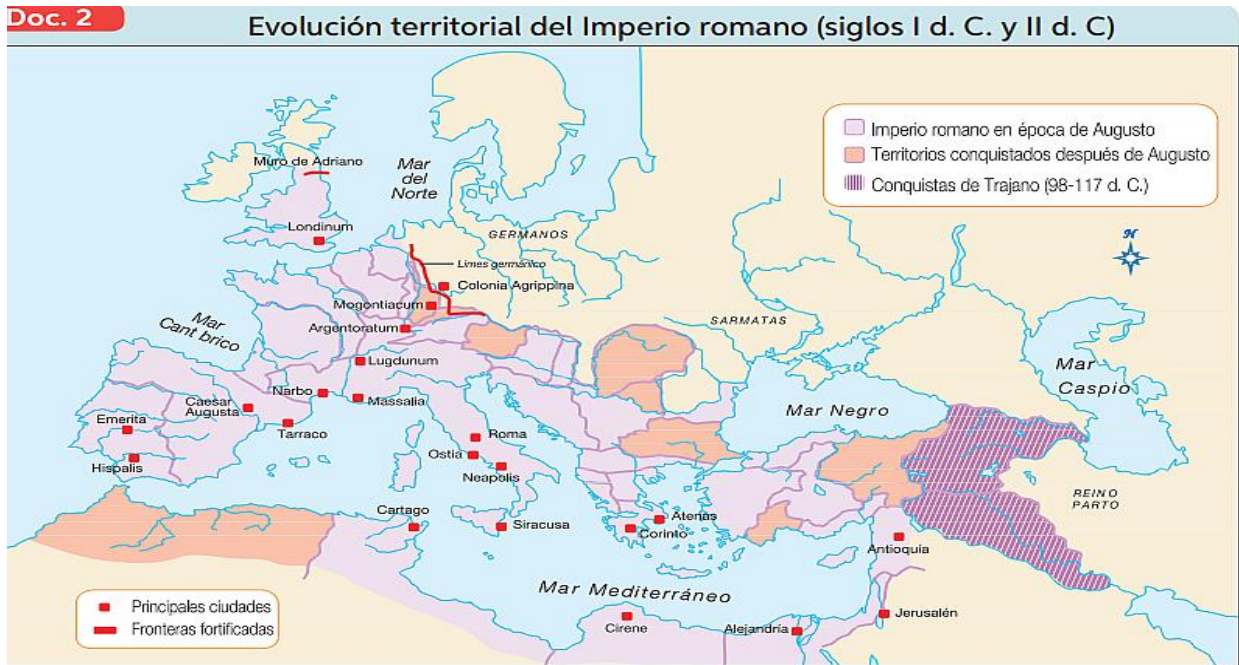 Doc. 2
Evolución territorial del Imperio romano (siglos I d. C. y II d. C)
Imperio romano en época de Augusto
Territorios conquistados después de Augusto
Conquistas de Trajano (98-117 d. C.)
Muro de Adriano
Mar
del
Norte
Londinum
GERMANOS
N
Limes germánico
Colonia Agrippina
Mogontiacum
Argentoratum
SARMATAS
Mar
Cant brico
Lugdunum
Mar
Caspio
Narbo
Massalia
Caesar
Augusta
Mar Negro
Emerita
Tarraco
Roma
Ostia
Hispalis
Neapolis
REINO
PARTO
Cartago
Siracusa
Atenas
Corinto
Antioquía
Mar Mediterráneo
Jerusalén
Cirene
Alejandría
Principales ciudades
Fronteras fortificadas